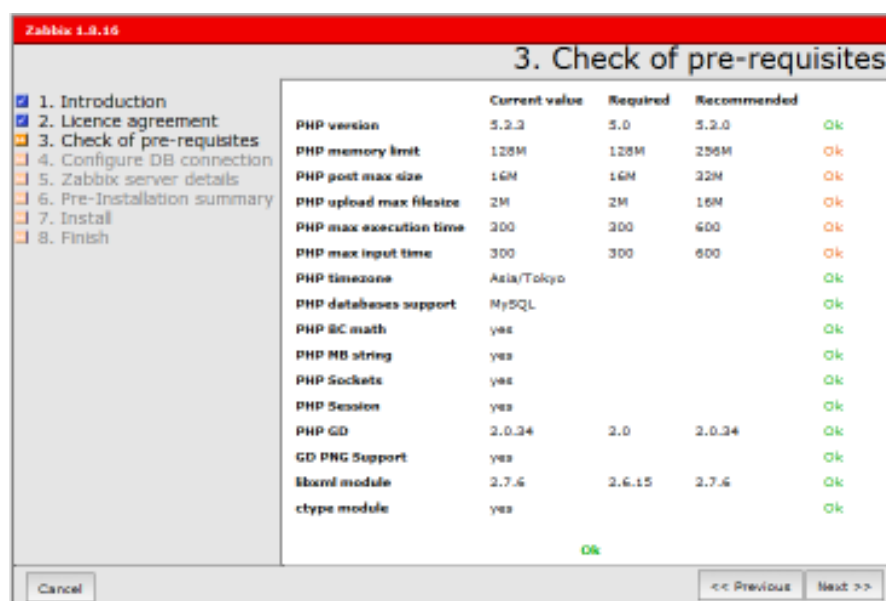 Zabbix 1.8.16
3. Check of pre-requisites
1. Introduction
2. Licence agreement
3. Check of pre-requisites
4. Configure DB connection
5. Zabbix server details
6. Pre-Installation summary
7. Install
8. Finish
Current value Required Recommended
PHP version 5.3.3 5.0 5.3.0 Ok
PHP memory limit 128M 128M 256M Ok
PHP post max size 16M 16M 32M Ok
PHP upload max filesize 2M 2M 16M Ok
PHP max execution time 300 300 600 Ok
PHP max input time 300 300 600 Ok
PHP timezone Asia/Tokyo Ok
PHP databases support MySQL Ok
PHP BC math yes Ok
PHP MB string yes Ok
PHP Sockets yes Ok
PHP Session yes Ok
PHP GD 2.0.34 2.0 2.0.34 Ok
GD PNG Support yes Ok
libxml module 2.7.6 2.6.15 2.7.6 Ok
ctype module yes Ok
Ok
Cancel
<< Previous
Next >>